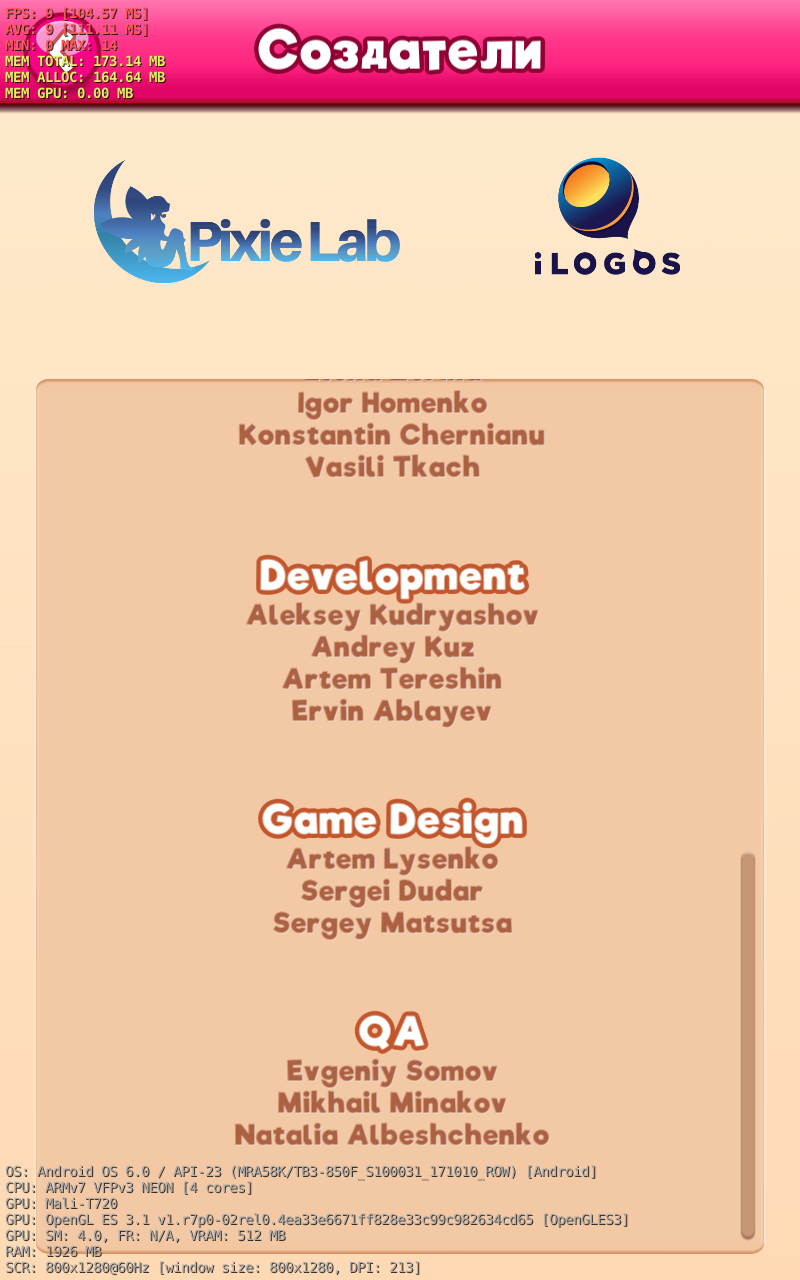 FPS: 9 [104.57 MS]
AVG: 9 [111.11 MS]
MIN: 0 MAX: 14
MEM TOTAL: 173.14 MB
MEM ALLOC: 164.64 MB
MEM GPU: 0.00 MB
Создатели
Pixie Lab
iLOGOS
Igor Homenko
Konstantin Chernianu
Vasili Tkach
Development
Aleksey Kudryashov
Andrey Kuz
Artem Tereshin
Ervin Ablayev
Game Design
Artem Lysenko
Sergei Dudar
Sergey Matsutsa
QA
Evgeniy Somov
Mikhail Minakov
Natalia Albeshchenko
OS: Android OS 6.0 / API-23 (MRA58K/TB3-850F_S100031_171010_ROW) [Android]
CPU: ARMv7 VFPv3 NEON [4 cores]
GPU: Mali-T720
GPU: OpenGL ES 3.1 v1.r7p0-02rel0.4ea33e6671ff828e33c99c982634cd65 [OpenGLES3]
GPU: SM: 4.0, FR: N/A, VRAM: 512 MB
RAM: 1926 MB
SCR: 800x1280@60Hz [window size: 800x1280, DPI: 213]